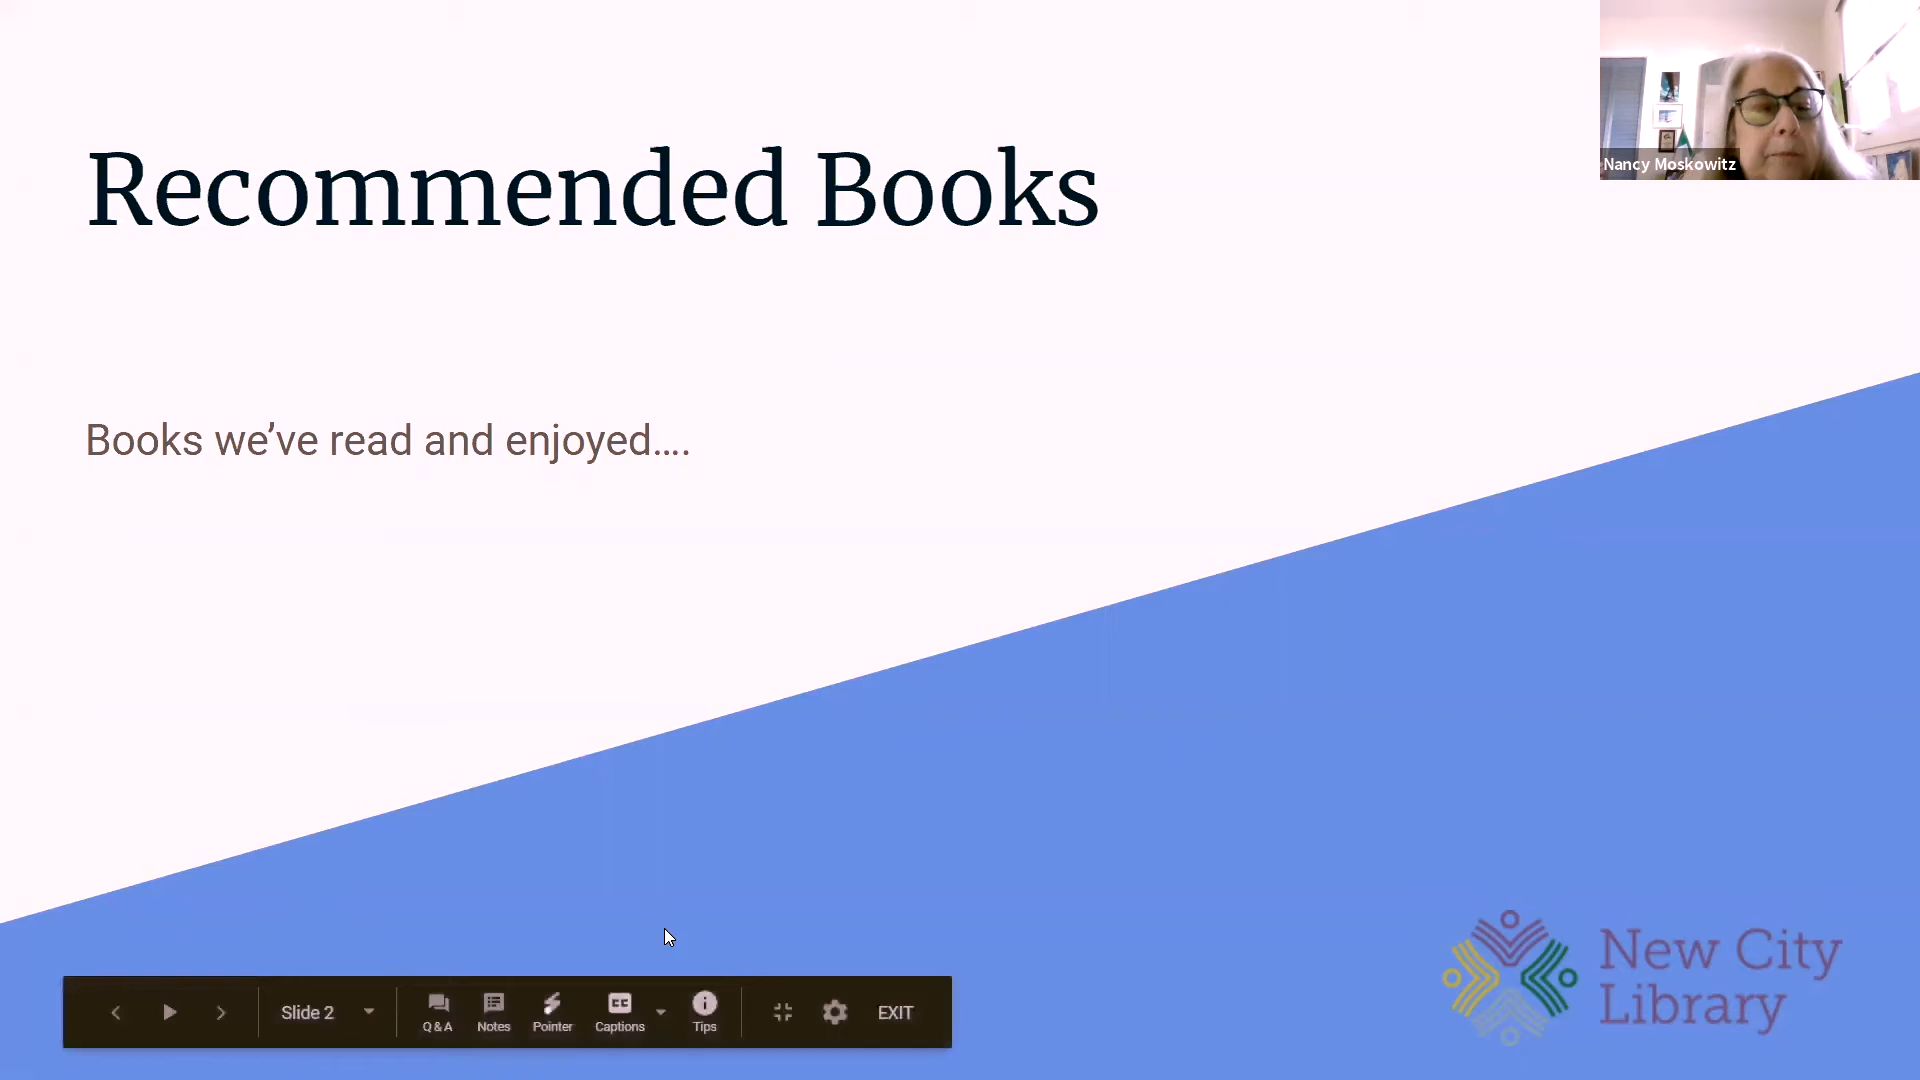 Recommended Books
Nancy Moskowitz
Books we’ve read and enjoyed....
New City
Library
Slide 2
Q & A
Notes
Pointer
CC
Captions
Tips
EXIT